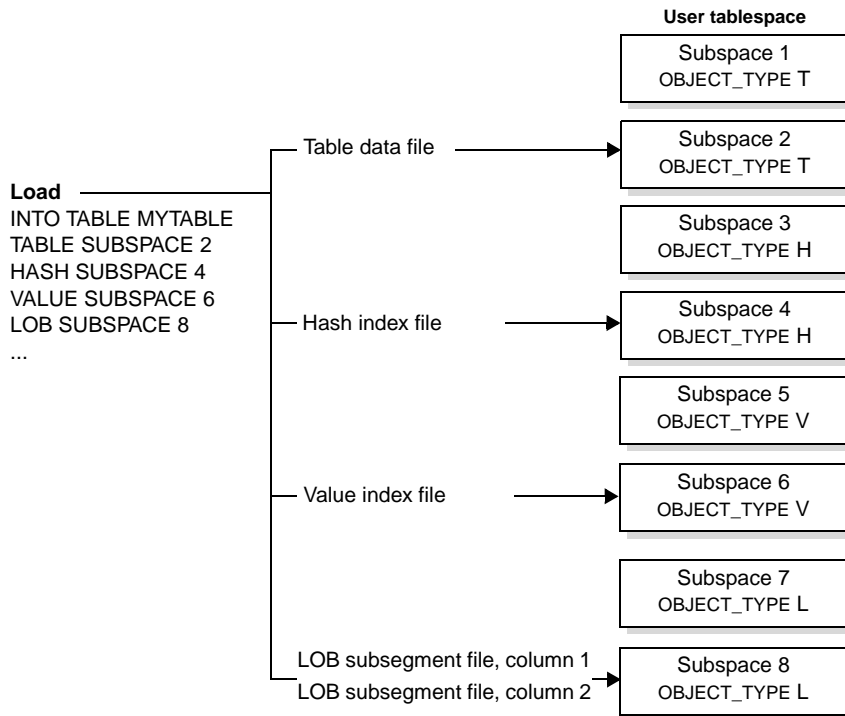 User tablespace
Subspace 1
OBJECT_TYPE T
Table data file
Subspace 2
OBJECT_TYPE T
Load
INTO TABLE MYTABLE
TABLE SUBSPACE 2
HASH SUBSPACE 4
VALUE SUBSPACE 6
LOB SUBSPACE 8
...
Subspace 3
OBJECT_TYPE H
Hash index file
Subspace 4
OBJECT_TYPE H
Subspace 5
OBJECT_TYPE V
Value index file
Subspace 6
OBJECT_TYPE V
Subspace 7
OBJECT_TYPE L
LOB subsegment file, column 1
LOB subsegment file, column 2
Subspace 8
OBJECT_TYPE L